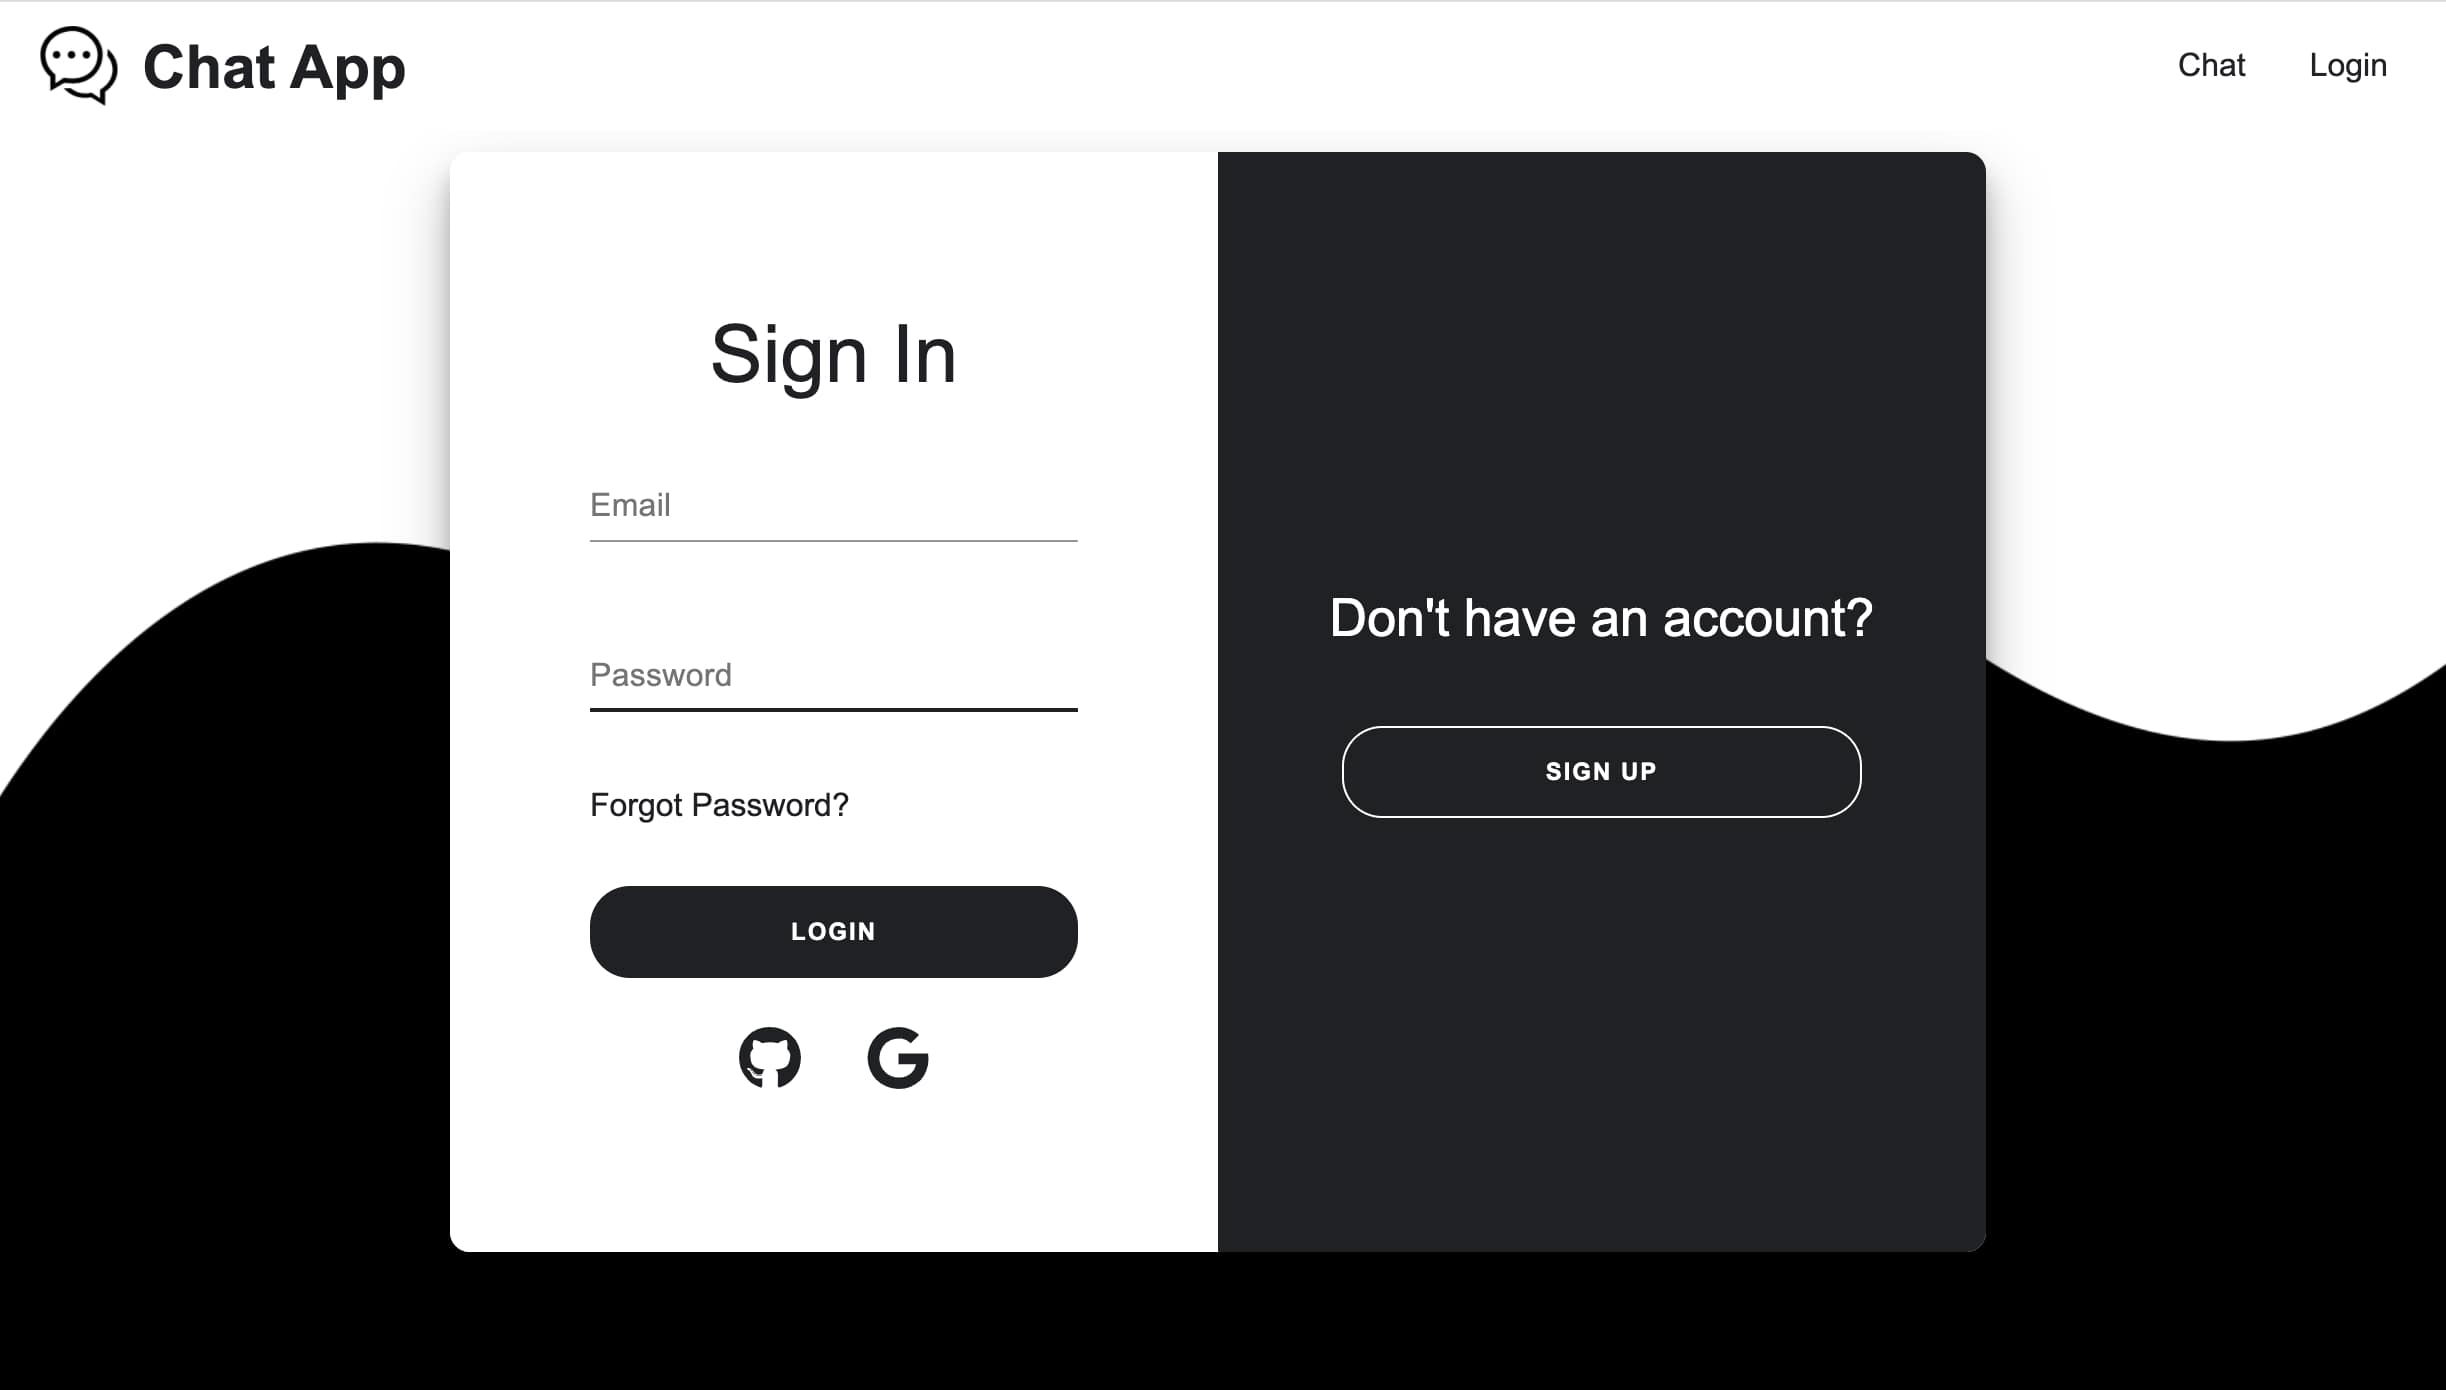 Chat App
Chat
Login
Sign In
Email
Password
Forgot Password?
LOGIN
Don't have an account?
SIGN UP